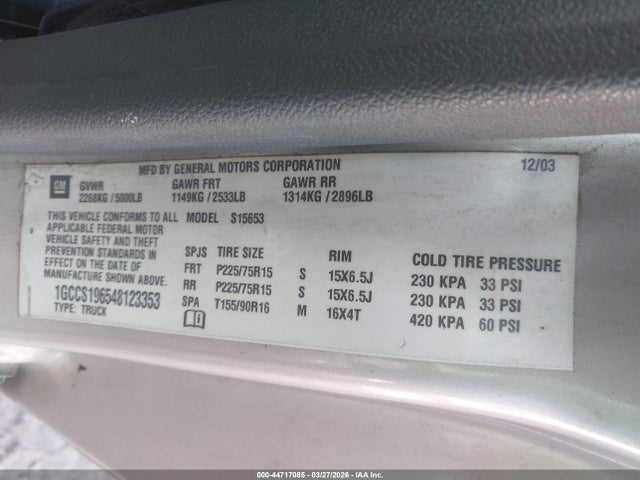 MFD BY GENERAL MOTORS CORPORATION 12/03
GM
GVWR GAWR FRT GAWR RR
2268KG / 5000LB 1149KG / 2533LB 1314KG / 2896LB
THIS VEHICLE CONFORMS TO ALL MODEL S15653
APPLICABLE FEDERAL MOTOR
VEHICLE SAFETY AND THEFT
PREVENTION STANDARDS IN
EFFECT ON THE DATE OF
MANUFACTURE SHOWN ABOVE.
1GCCS196548123353
TYPE: TRUCK
SPJS TIRE SIZE RIM COLD TIRE PRESSURE
FRT P225/75R15 S 15X6.5J 230 KPA 33 PSI
RR P225/75R15 S 15X6.5J 230 KPA 33 PSI
SPA T155/90R16 M 16X4T 420 KPA 60 PSI
000-44717085 | 03/27/2026 - IAAI.com